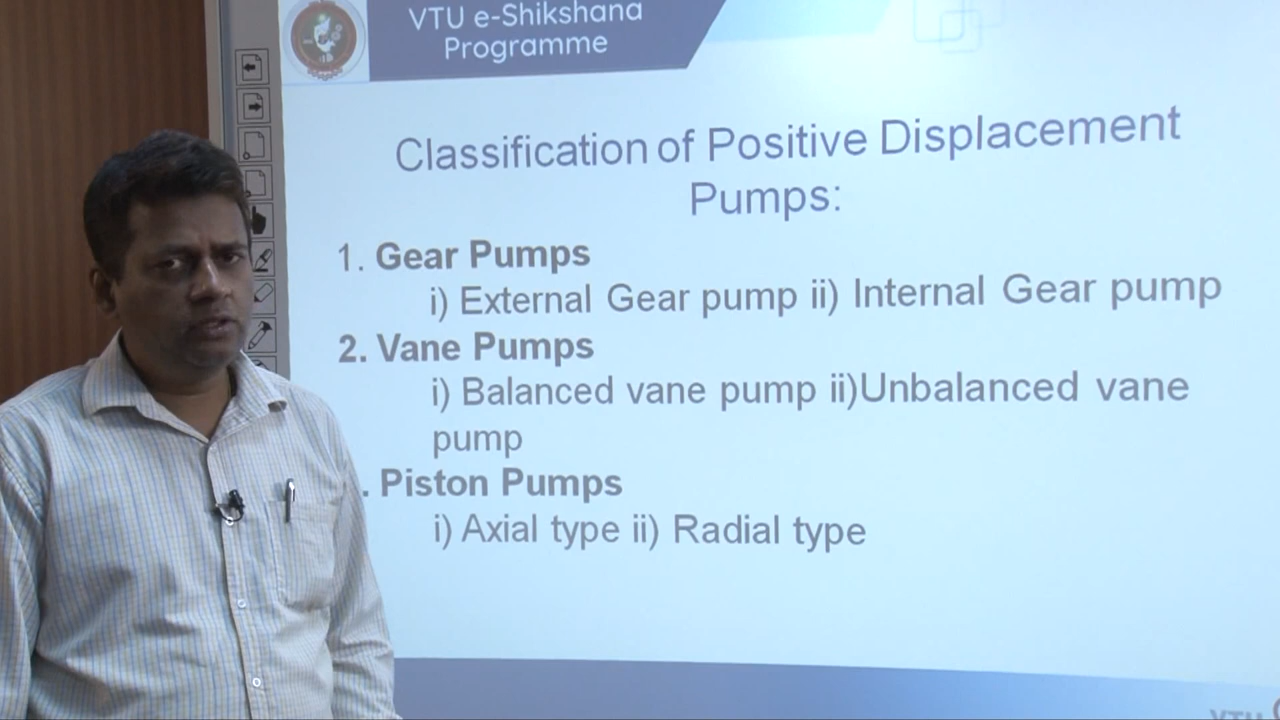 VTU e-Shikshana
Programme
Classification of Positive Displacement
Pumps:
1. Gear Pumps
i) External Gear pump ii) Internal Gear pump
2. Vane Pumps
i) Balanced vane pump ii)Unbalanced vane
pump
. Piston Pumps
i) Axial type ii) Radial type
VTU